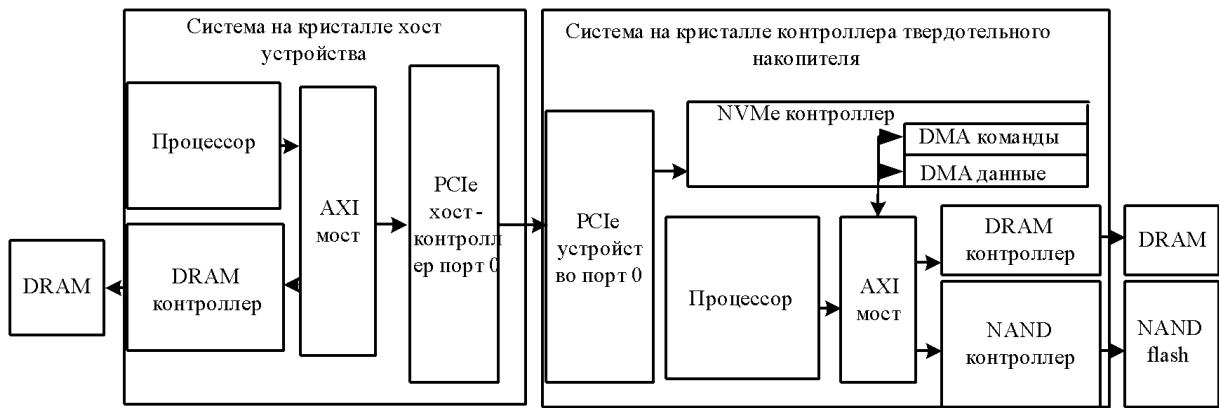 Система на кристалле хост
устройства
Процессор
DRAM
контроллер
DRAM
AXI
мост
PCIe
хост-
контролл
ер порт 0
Система на кристалле контроллера твердотельного
накопителя
PCIe
устройст
во порт 0
NVMe контроллер
DMA команды
DMA данные
Процессор
AXI
мост
DRAM
контроллер
NAND
контроллер
DRAM
NAND
flash